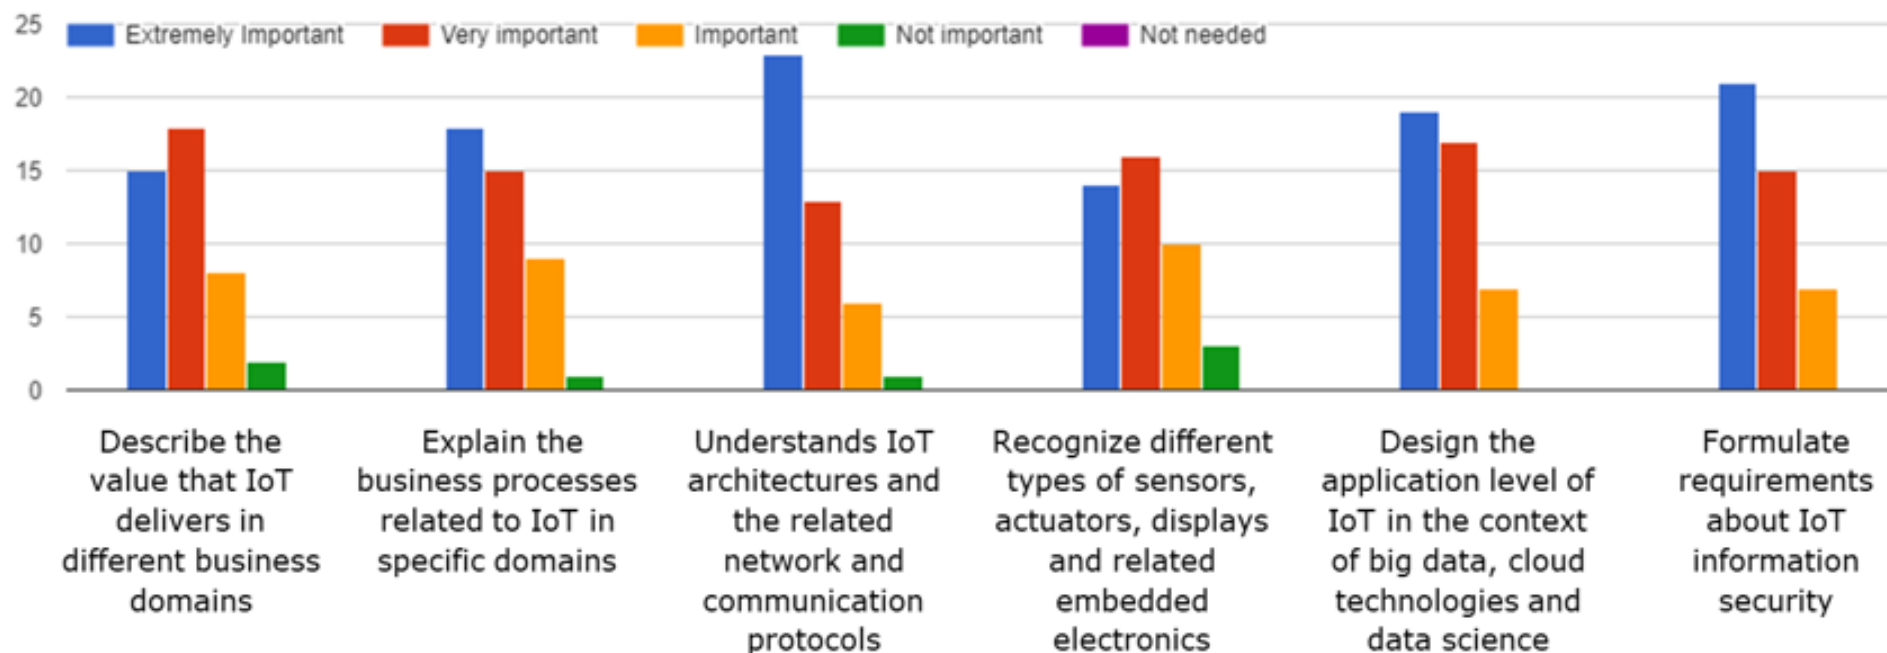 25
Extremely Important Very important Important Not important Not needed
20
15
10
5
0
Describe the
value that IoT
delivers in
different business
domains
Explain the
business processes
related to IoT in
specific domains
Understands IoT
architectures and
the related
network and
communication
protocols
Recognize different
types of sensors,
actuators, displays
and related
embedded
electronics
Design the
application level of
IoT in the context
of big data, cloud
technologies and
data science
Formulate
requirements
about IoT
information
security